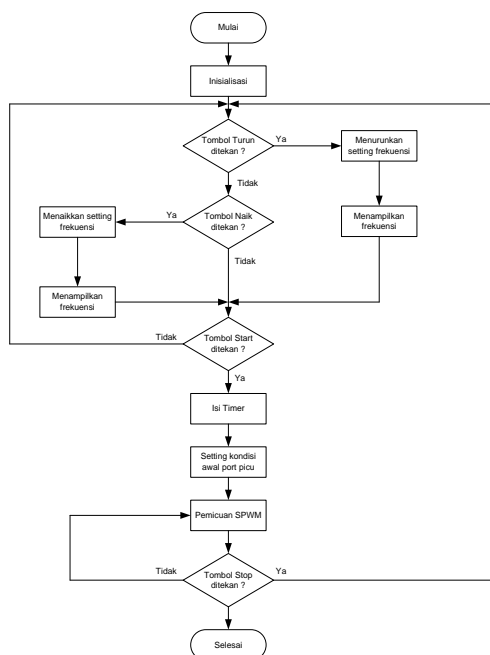 Mulai
Inisialisasi
Tombol Turun
ditekan ?
Ya
Menurunkan
setting frekuensi
Tidak
Menaikkan setting
frekuensi
Ya
Tombol Naik
ditekan ?
Menampilkan
frekuensi
Tidak
Menampilkan
frekuensi
Tidak
Tombol Start
ditekan ?
Ya
Isi Timer
Setting kondisi
awal port picu
Pemicuan SPWM
Tidak
Tombol Stop
ditekan ?
Ya
Selesai